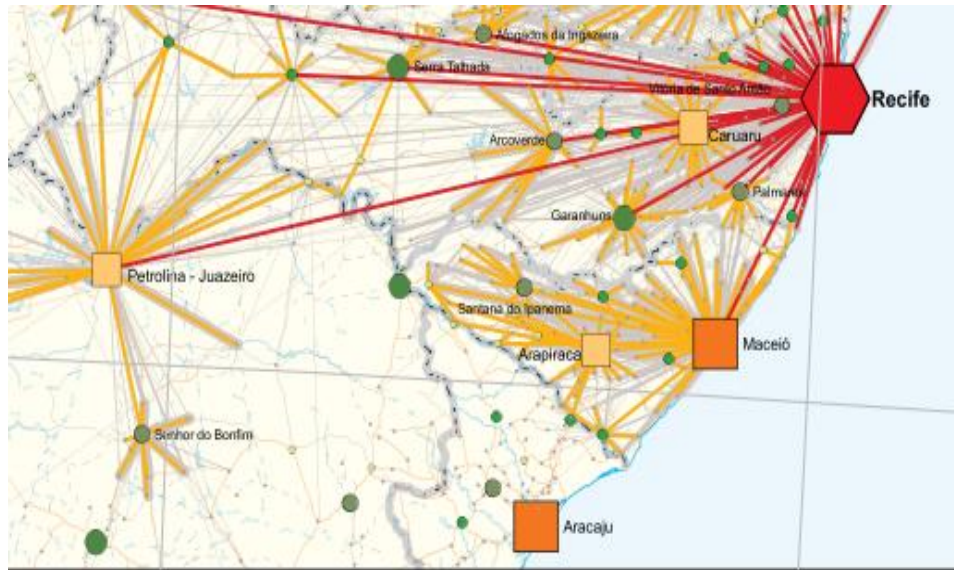 Afogados da Ingazeira
Serra Talhada
Vitória de Santo Antão
Recife
Arcoverde
Caruaru
Palmares
Garanhuns
Petrolina - Juazeiro
Santana do Ipanema
Maceió
Arapiraca
Senhor do Bonfim
Aracaju